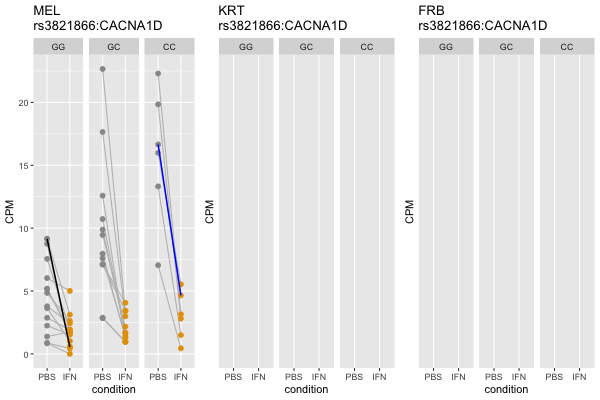 MEL
rs3821866:CACNA1D
KRT
rs3821866:CACNA1D
FRB
rs3821866:CACNA1D
GG GC CC
GG GC CC
GG GC CC
CPM
20
15
10
5
0
PBS IFN PBS IFN PBS IFN
condition
CPM
PBS IFN PBS IFN PBS IFN
condition
CPM
PBS IFN PBS IFN PBS IFN
condition